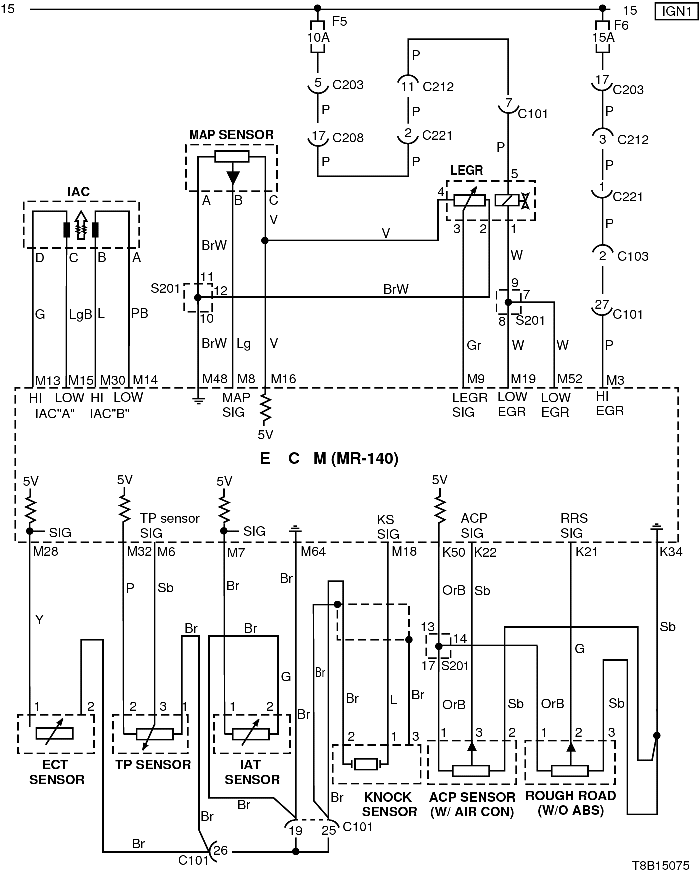 15 15 IGN1
F5 F6
10A 15A
5 C203 11 C212 17 C203
P P P
17 C208 2 C221 7 C101 3 C212
P P P P
MAP SENSOR
LEGR
1 C221
P
2 C103
27 C101
P
IAC
A B C
V
4 5
3 2 1
V
W
D C B A
BrW
S201 11 12 10
BrW
9 7 8 S201
G LgB L PB
BrW Lg V Gr W W
M13 M15 M30 M14 M48 M8 M16 M9 M19 M52 M3
HI LOW HI LOW
IAC"A" IAC"B"
MAP
SIG
LEGR
SIG
LOW
EGR
LOW
EGR
HI
EGR
5V
E C M (MR-140)
5V 5V 5V 5V
SIG
TP sensor
SIG
SIG
KS
SIG
ACP
SIG
RRS
SIG
M28 M32 M6 M7 M64 M18 K50 K22 K21 K34
Y P Sb Br Br OrB Sb G Sb
Br Br
13 14 17 S201
G Br Br Br L Br
OrB Sb OrB Sb
1 2 2 3 1 1 2 2 1 3 1 3 2 1 2 3
ECT
SENSOR
TP SENSOR
IAT
SENSOR
KNOCK
SENSOR
ACP SENSOR
(W/ AIR CON)
ROUGH ROAD
(W/O ABS)
Br Br Br
19 25 C101
Br
C101 26
T8B15075